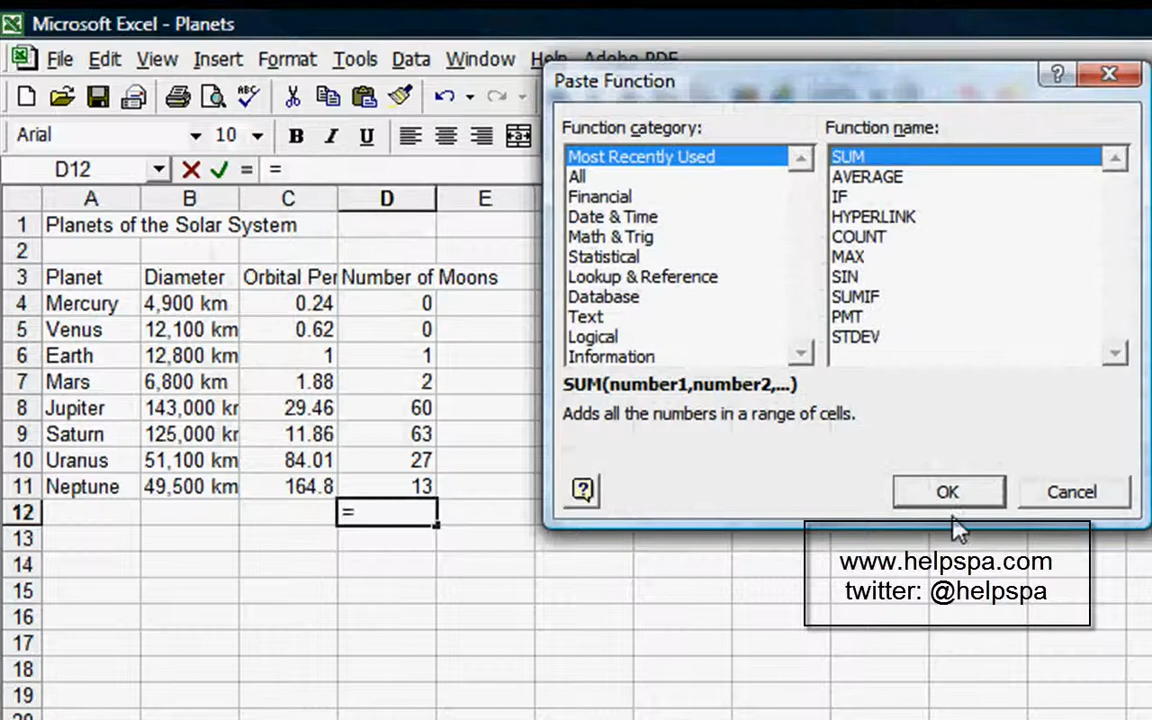 Microsoft Excel - Planets
File Edit View Insert Format Tools Data Window Help Adobe PDF
Arial 10 B I U
D12 = =
A B C D E
1 Planets of the Solar System
2
3 Planet Diameter Orbital Per Number of Moons
4 Mercury 4,900 km 0.24 0
5 Venus 12,100 km 0.62 0
6 Earth 12,800 km 1 1
7 Mars 6,800 km 1.88 2
8 Jupiter 143,000 kr 29.46 60
9 Saturn 125,000 kr 11.86 63
10 Uranus 51,100 km 84.01 27
11 Neptune 49,500 km 164.8 13
12 =
13
14
15
16
17
18
19
20
Paste Function
Function category: Function name:
Most Recently Used SUM
All AVERAGE
Financial IF
Date & Time HYPERLINK
Math & Trig COUNT
Statistical MAX
Lookup & Reference SIN
Database SUMIF
Text PMT
Logical STDEV
Information
SUM(number1,number2,...)
Adds all the numbers in a range of cells.
OK Cancel
www.helpspa.com
twitter: @helpspa